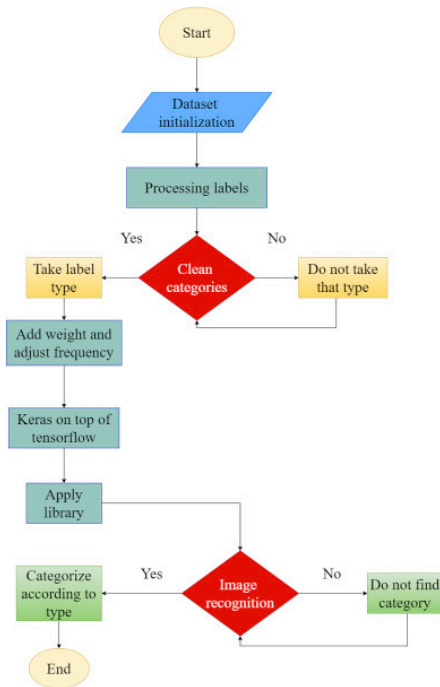 Start
Dataset
initialization
Processing labels
Yes
No
Take label
type
Clean
categories
Do not take
that type
Add weight and
adjust frequency
Keras on top of
tensorflow
Apply
library
Categorize
according to
type
Yes
Image
recognition
No
Do not find
category
End